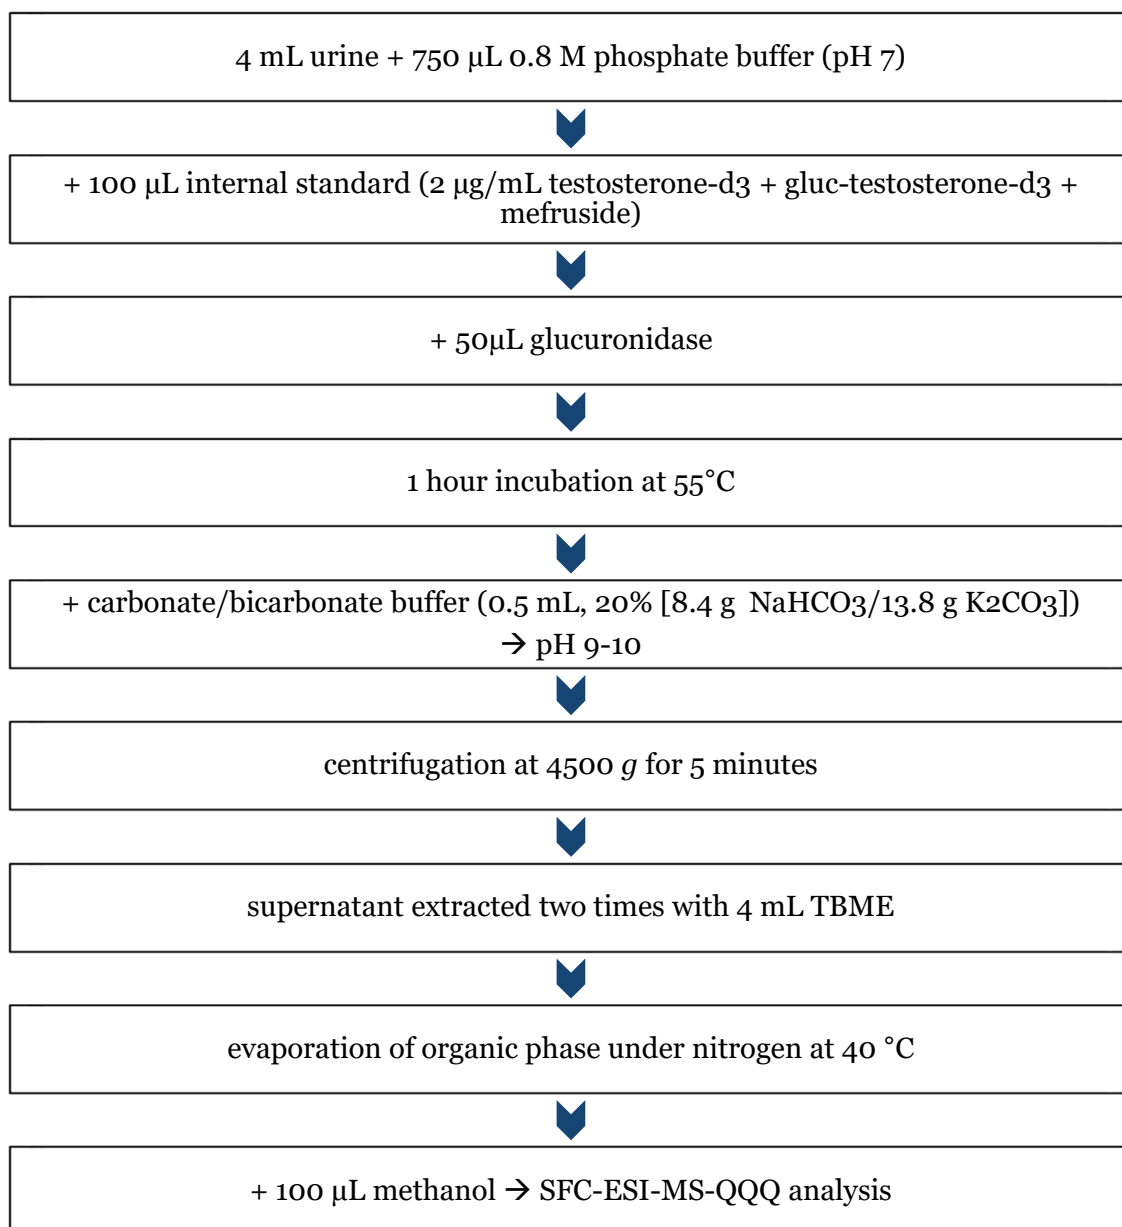 4 mL urine + 750 µL 0.8 M phosphate buffer (pH 7)
+ 100 µL internal standard (2 µg/mL testosterone-d3 + gluc-testosterone-d3 +
mefruside)
+ 50µL glucuronidase
1 hour incubation at 55°C
+ carbonate/bicarbonate buffer (0.5 mL, 20% [8.4 g NaHCO3/13.8 g K2CO3])
→ pH 9-10
centrifugation at 4500 g for 5 minutes
supernatant extracted two times with 4 mL TBME
evaporation of organic phase under nitrogen at 40 °C
+ 100 µL methanol → SFC-ESI-MS-QQQ analysis